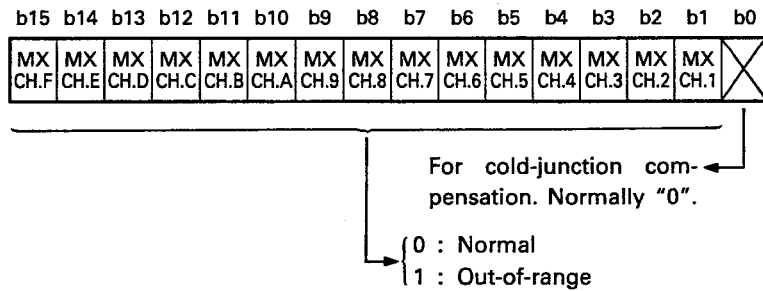 b15 b14 b13 b12 b11 b10 b9 b8 b7 b6 b5 b4 b3 b2 b1 b0
MX MX MX MX MX MX MX MX MX MX MX MX MX MX MX
CH.F CH.E CH.D CH.C CH.B CH.A CH.9 CH.8 CH.7 CH.6 CH.5 CH.4 CH.3 CH.2 CH.1
For cold-junction com-
pensation. Normally “0”.
0 : Normal
1 : Out-of-range